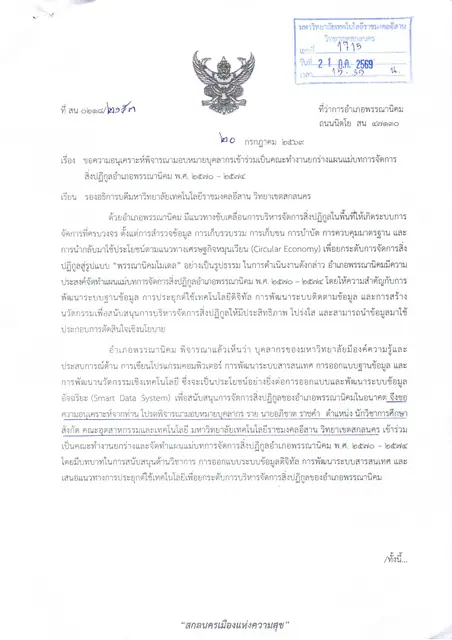 มหาวิทยาลัยเทคโนโลยีราชมงคลอีสาน
วิทยาเขตสกลนคร
เลขที่ 1715
วันที่ 21 ก.ค. 2569
เวลา 15.35 น.
ที่ สน ๐๒๑๘/
ที่ว่าการอำเภอพรรณานิคม
ถนนนิตโย สน ๔๗๑๓๐
๒๐ กรกฎาคม ๒๕๖๙
เรื่อง ขอความอนุเคราะห์พิจารณามอบหมายบุคลากรเข้าร่วมเป็นคณะทำงานยกร่างแผนแม่บทการจัดการ
สิ่งปฏิกูลอำเภอพรรณานิคม พ.ศ. ๒๕๗๐ – ๒๕๗๔
เรียน รองอธิการบดีมหาวิทยาลัยเทคโนโลยีราชมงคลอีสาน วิทยาเขตสกลนคร
ด้วยอำเภอพรรณานิคม มีแนวทางขับเคลื่อนการบริหารจัดการสิ่งปฏิกูลในพื้นที่ให้เกิดระบบการ
จัดการที่ครบวงจร ตั้งแต่การสำรวจข้อมูล การเก็บรวบรวม การเก็บขน การบำบัด การควบคุมมาตรฐาน และ
การนำกลับมาใช้ประโยชน์ตามแนวทางเศรษฐกิจหมุนเวียน (Circular Economy) เพื่อยกระดับการจัดการสิ่ง
ปฏิกูลสู่รูปแบบ "พรรณานิคมโมเดล" อย่างเป็นรูปธรรม ในการดำเนินงานดังกล่าว อำเภอพรรณานิคมมีความ
ประสงค์จัดทำแผนแม่บทการจัดการสิ่งปฏิกูลอำเภอพรรณานิคม พ.ศ. ๒๕๗๐ – ๒๕๗๔ โดยให้ความสำคัญกับการ
พัฒนาระบบฐานข้อมูล การประยุกต์ใช้เทคโนโลยีดิจิทัล การพัฒนาระบบติดตามข้อมูล และการสร้าง
นวัตกรรมเพื่อสนับสนุนการบริหารจัดการสิ่งปฏิกูลให้มีประสิทธิภาพ โปร่งใส และสามารถนำข้อมูลมาใช้
ประกอบการตัดสินใจเชิงนโยบาย
อำเภอพรรณานิคม พิจารณาแล้วเห็นว่า บุคลากรของมหาวิทยาลัยมีองค์ความรู้และ
ประสบการณ์ด้าน การเขียนโปรแกรมคอมพิวเตอร์ การพัฒนาระบบสารสนเทศ การออกแบบฐานข้อมูล และ
การพัฒนานวัตกรรมเชิงเทคโนโลยี ซึ่งจะเป็นประโยชน์อย่างยิ่งต่อการออกแบบและพัฒนาระบบข้อมูล
อัจฉริยะ (Smart Data System) เพื่อสนับสนุนการจัดการสิ่งปฏิกูลของอำเภอพรรณานิคมในอนาคต จึงขอ
ความอนุเคราะห์จากท่าน โปรดพิจารณามอบหมายบุคลากร ราย นายอภิชาต ราชคำ ตำแหน่ง นักวิชาการศึกษา
สังกัด คณะอุตสาหกรรมและเทคโนโลยี มหาวิทยาลัยเทคโนโลยีราชมงคลอีสาน วิทยาเขตสกลนคร เข้าร่วม
เป็นคณะทำงานยกร่างและจัดทำแผนแม่บทการจัดการสิ่งปฏิกูลอำเภอพรรณานิคม พ.ศ. ๒๕๗๐ – ๒๕๗๔
โดยมีบทบาทในการสนับสนุนด้านวิชาการ การออกแบบระบบข้อมูลดิจิทัล การพัฒนาระบบสารสนเทศ และ
เสนอแนวทางการประยุกต์ใช้เทคโนโลยีเพื่อยกระดับการบริหารจัดการสิ่งปฏิกูลของอำเภอพรรณานิคม
/ทั้งนี้...
"สกลนครเมืองแห่งความสุข"